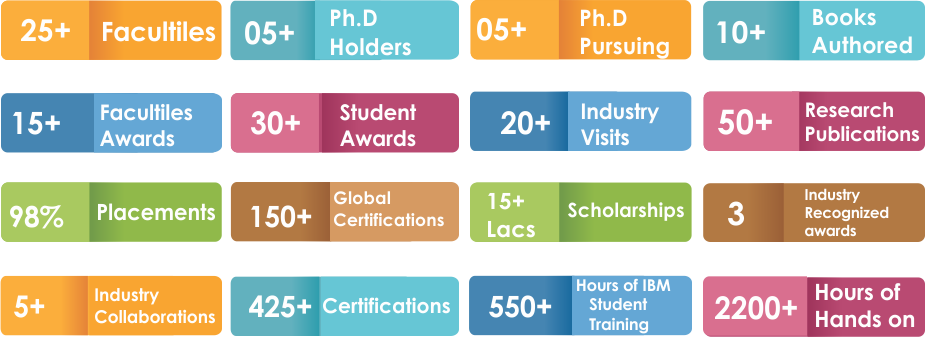 25+ Facultiles
05+ Ph.D
Holders
05+ Ph.D
Pursuing
10+ Books
Authored
15+ Facultiles
Awards
30+ Student
Awards
20+ Industry
Visits
50+ Research
Publications
98% Placements
150+ Global
Certifications
15+
Lacs
Scholarships
3 Industry
Recognized
awards
5+ Industry
Collaborations
425+ Certifications
550+ Hours of IBM
Student
Training
2200+ Hours of
Hands on